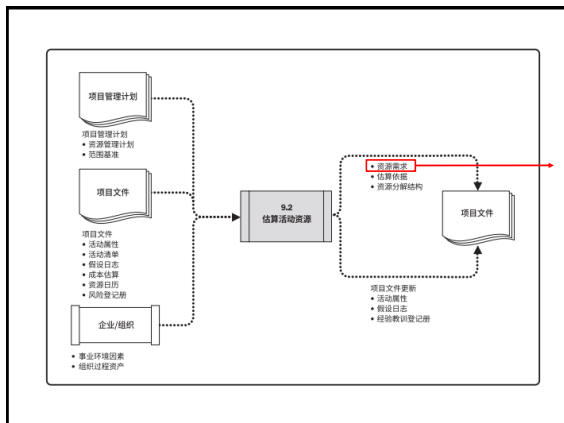 项目管理计划
项目管理计划
• 资源管理计划
• 范围基准
项目文件
项目文件
• 活动属性
• 活动清单
• 假设日志
• 成本估算
• 资源日历
• 风险登记册
企业/组织
• 事业环境因素
• 组织过程资产
9.2
估算活动资源
• 资源需求
• 估算依据
• 资源分解结构
项目文件
项目文件更新
• 活动属性
• 假设日志
• 经验教训登记册